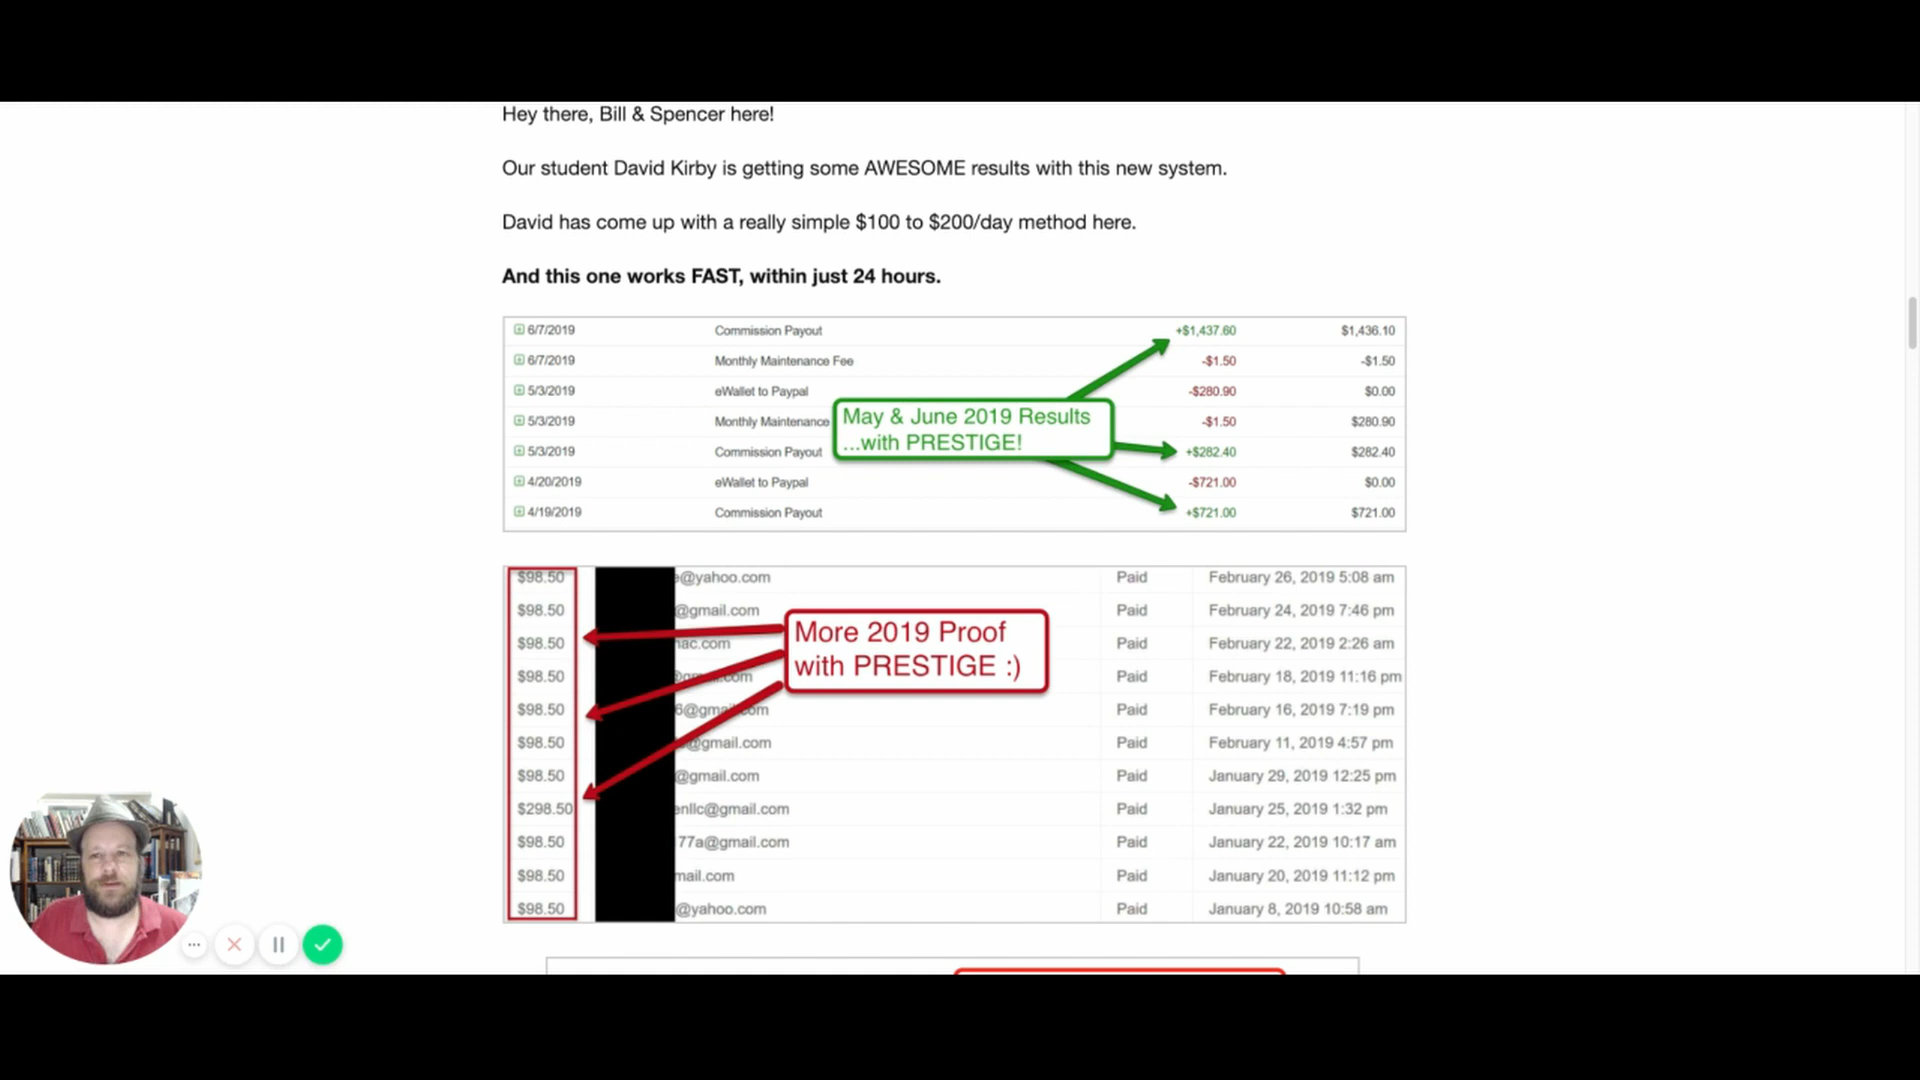 Hey there, Bill & Spencer here!
Our student David Kirby is getting some AWESOME results with this new system.
David has come up with a really simple $100 to $200/day method here.
And this one works FAST, within just 24 hours.
6/7/2019 Commission Payout +$1,437.60 $1,436.10
6/7/2019 Monthly Maintenance Fee -$1.50 -$1.50
5/3/2019 eWallet to Paypal -$280.90 $0.00
5/3/2019 Monthly Maintenance -$1.50 $280.90
5/3/2019 Commission Payout +$282.40 $282.40
4/20/2019 eWallet to Paypal -$721.00 $0.00
4/19/2019 Commission Payout +$721.00 $721.00
May & June 2019 Results
...with PRESTIGE!
$98.50 e@yahoo.com Paid February 26, 2019 5:08 am
$98.50 @gmail.com Paid February 24, 2019 7:46 pm
$98.50 mac.com Paid February 22, 2019 2:26 am
$98.50 @gmail.com Paid February 18, 2019 11:16 pm
$98.50 6@gmail.com Paid February 16, 2019 7:19 pm
$98.50 @gmail.com Paid February 11, 2019 4:57 pm
$98.50 @gmail.com Paid January 29, 2019 12:25 pm
$298.50 enllc@gmail.com Paid January 25, 2019 1:32 pm
$98.50 77a@gmail.com Paid January 22, 2019 10:17 am
$98.50 mail.com Paid January 20, 2019 11:12 pm
$98.50 @yahoo.com Paid January 8, 2019 10:58 am
More 2019 Proof
with PRESTIGE :)